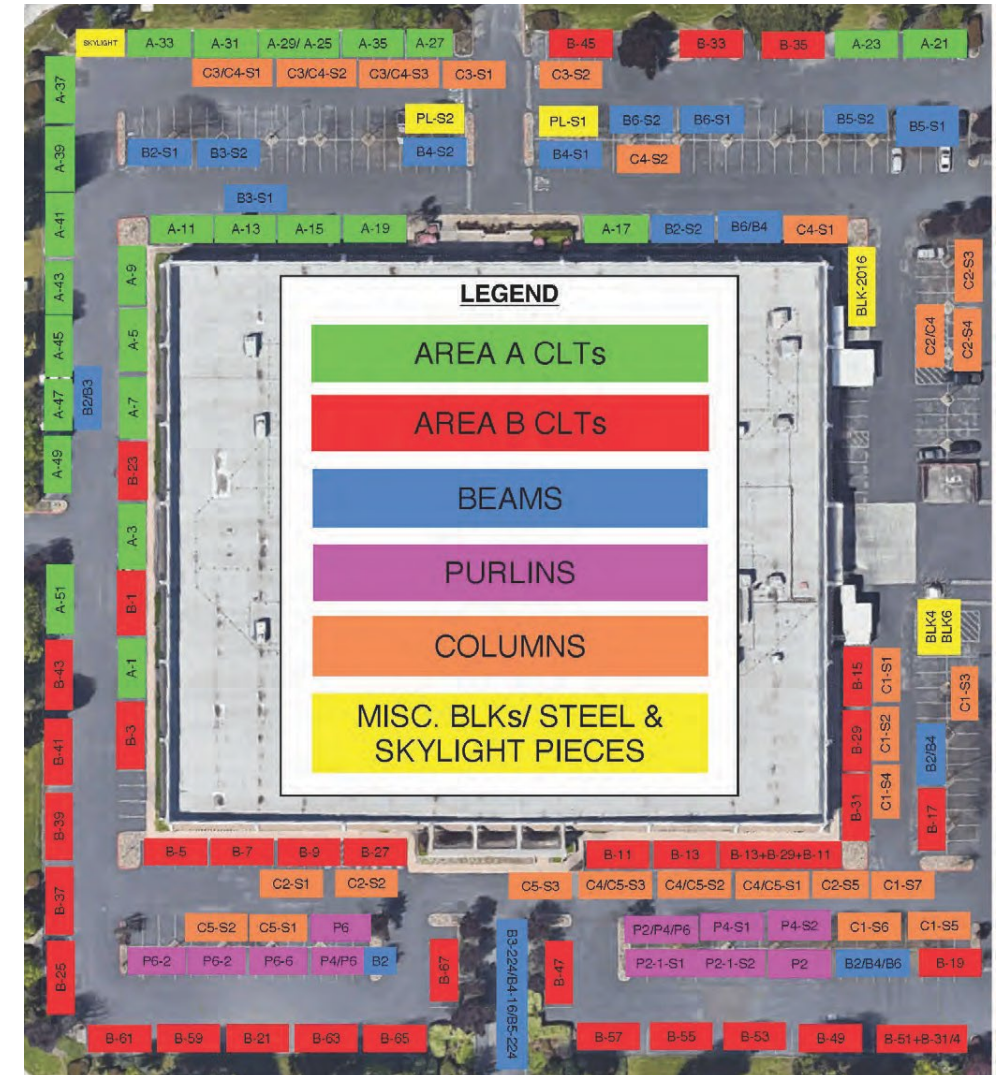 SKYLIGHT A-33 A-31 A-29/ A-25 A-35 A-27 B-45 B-33 B-35 A-23 A-21
C3/C4-S1 C3/C4-S2 C3/C4-S3 C3-S1 C3-S2
A-37
PL-S2 PL-S1 B6-S2 B6-S1 B5-S2 B5-S1
A-39
B2-S1 B3-S2 B4-S2 B4-S1 C4-S2
B3-S1
A-41
A-11 A-13 A-15 A-19 A-17 B2-S2 B6/B4 C4-S1
A-43
A-9
BLK-2016
C2-S3
A-45
A-5
C2/C4
C2-S4
A-47
B2/B3
A-7
A-49
B-23
A-3
A-51
B-1
B-43
A-1
B-41
B-3
B-39
B-37
B-25
LEGEND
AREA A CLTs
AREA B CLTs
BEAMS
PURLINS
COLUMNS
MISC. BLKs/ STEEL &
SKYLIGHT PIECES
BLK4
BLK6
B-15
C1-S1
C1-S3
B-29
C1-S2
B2/B4
B-31
C1-S4
B-17
B-5 B-7 B-9 B-27 B-11 B-13 B-13+B-29+B-11
C2-S1 C2-S2 C5-S3 C4/C5-S3 C4/C5-S2 C4/C5-S1 C2-S5 C1-S7
C5-S2 C5-S1 P6 P2/P4/P6 P4-S1 P4-S2 C1-S6 C1-S5
P6-2 P6-2 P6-6 P4/P6 B2 P2-1-S1 P2-1-S2 P2 B2/B4/B6 B-19
B-67
B3-224/B4-16/B5-224
B-47
B-61 B-59 B-21 B-63 B-65 B-57 B-55 B-53 B-49 B-51+B-31/4